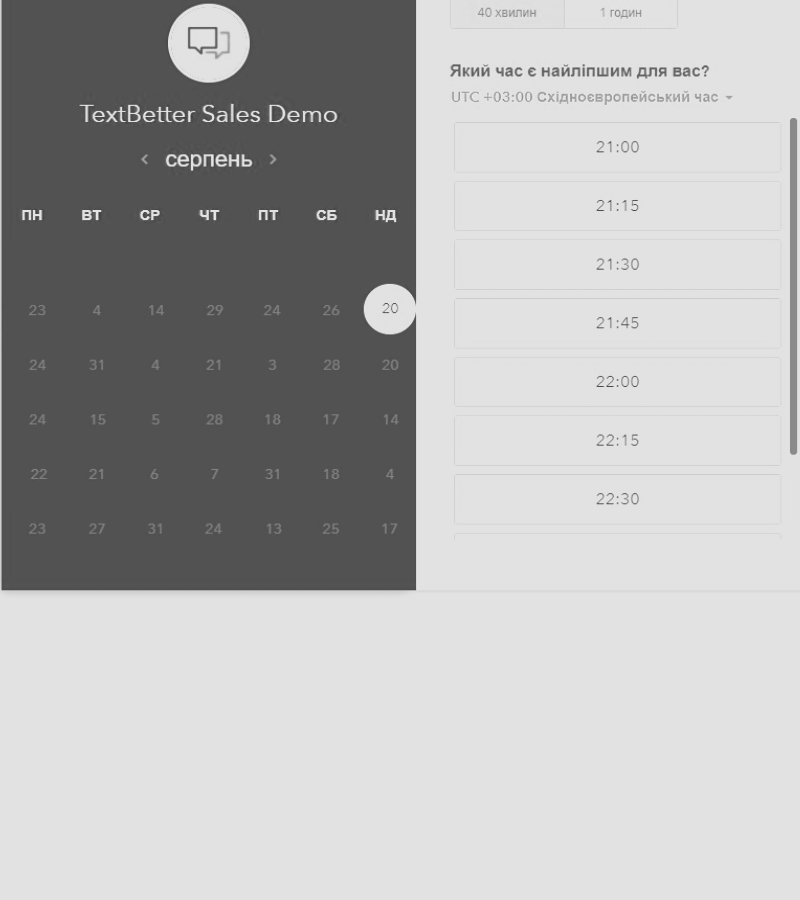 TextBetter Sales Demo
серпень
ПН ВТ СР ЧТ ПТ СБ НД
23 4 14 29 24 26 20
24 31 4 21 3 28 20
24 15 5 28 18 17 14
22 21 6 7 31 18 4
23 27 31 24 13 25 17
40 хвилин 1 годин
Який час є найліпшим для вас?
UTC +03:00 Східноєвропейський час
21:00
21:15
21:30
21:45
22:00
22:15
22:30